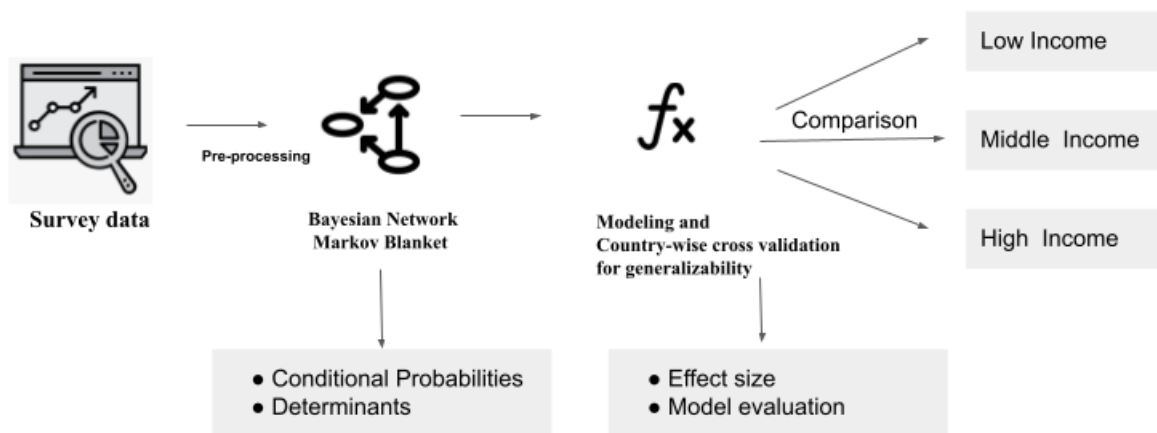 Survey data
Pre-processing
Bayesian Network
Markov Blanket
fx
Modeling and
Country-wise cross validation
for generalizability
Comparison
Low Income
Middle Income
High Income
● Conditional Probabilities
● Determinants
● Effect size
● Model evaluation